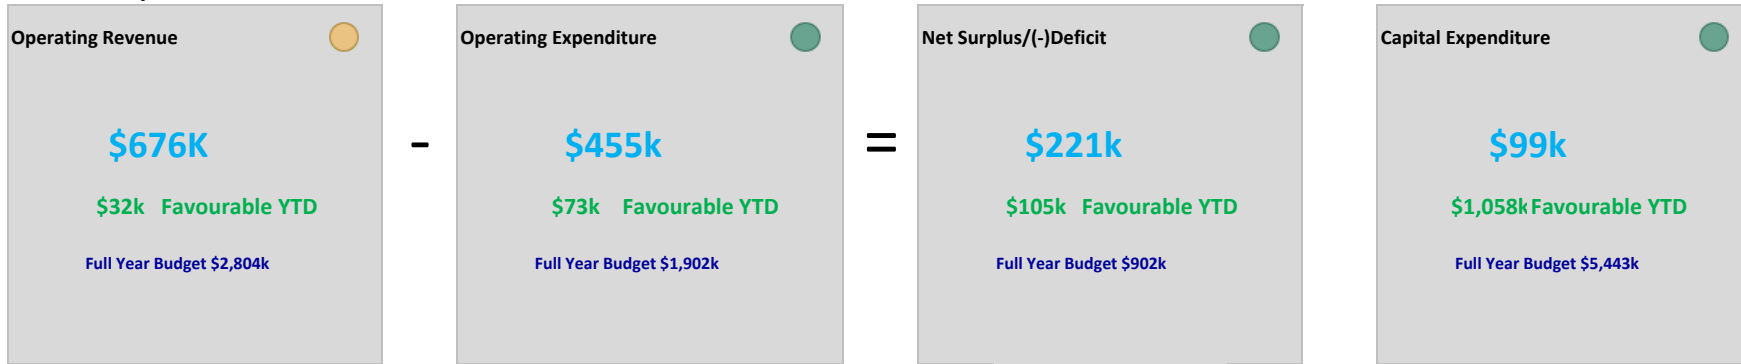 Operating Revenue
$676K
$32k Favourable YTD
Full Year Budget $2,804k
-
Operating Expenditure
$455k
$73k Favourable YTD
Full Year Budget $1,902k
=
Net Surplus/(-)Deficit
$221k
$105k Favourable YTD
Full Year Budget $902k
Capital Expenditure
$99k
$1,058k Favourable YTD
Full Year Budget $5,443k